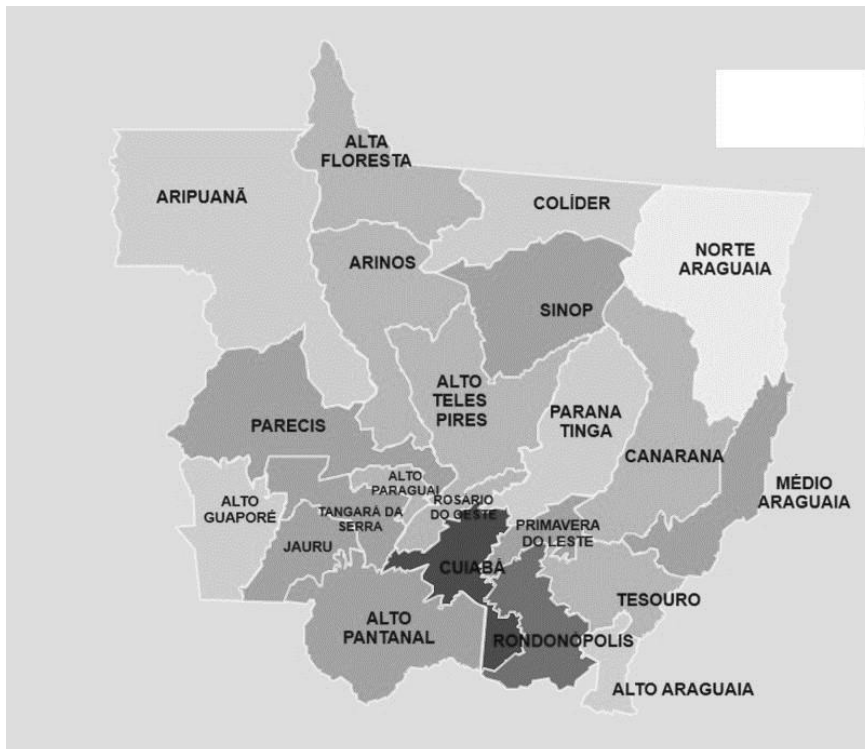 ALTA
FLORESTA
ARIPUANÃ
COLÍDER
NORTE
ARAGUAIA
ARINOS
SINOP
ALTO
TELES
PIRES
PARANA
TINGA
PARECIS
CANARANA
ALTO
PARAGUAI
MÉDIO
ARAGUAIA
ALTO
GUAPORÉ
ROSARIO
DO OESTE
TANGARÁ DA
SERRA
PRIMAVERA
DO LESTE
JAURU
CUIABÁ
TESOURO
ALTO
PANTANAL
RONDONÓPOLIS
ALTO ARAGUAIA